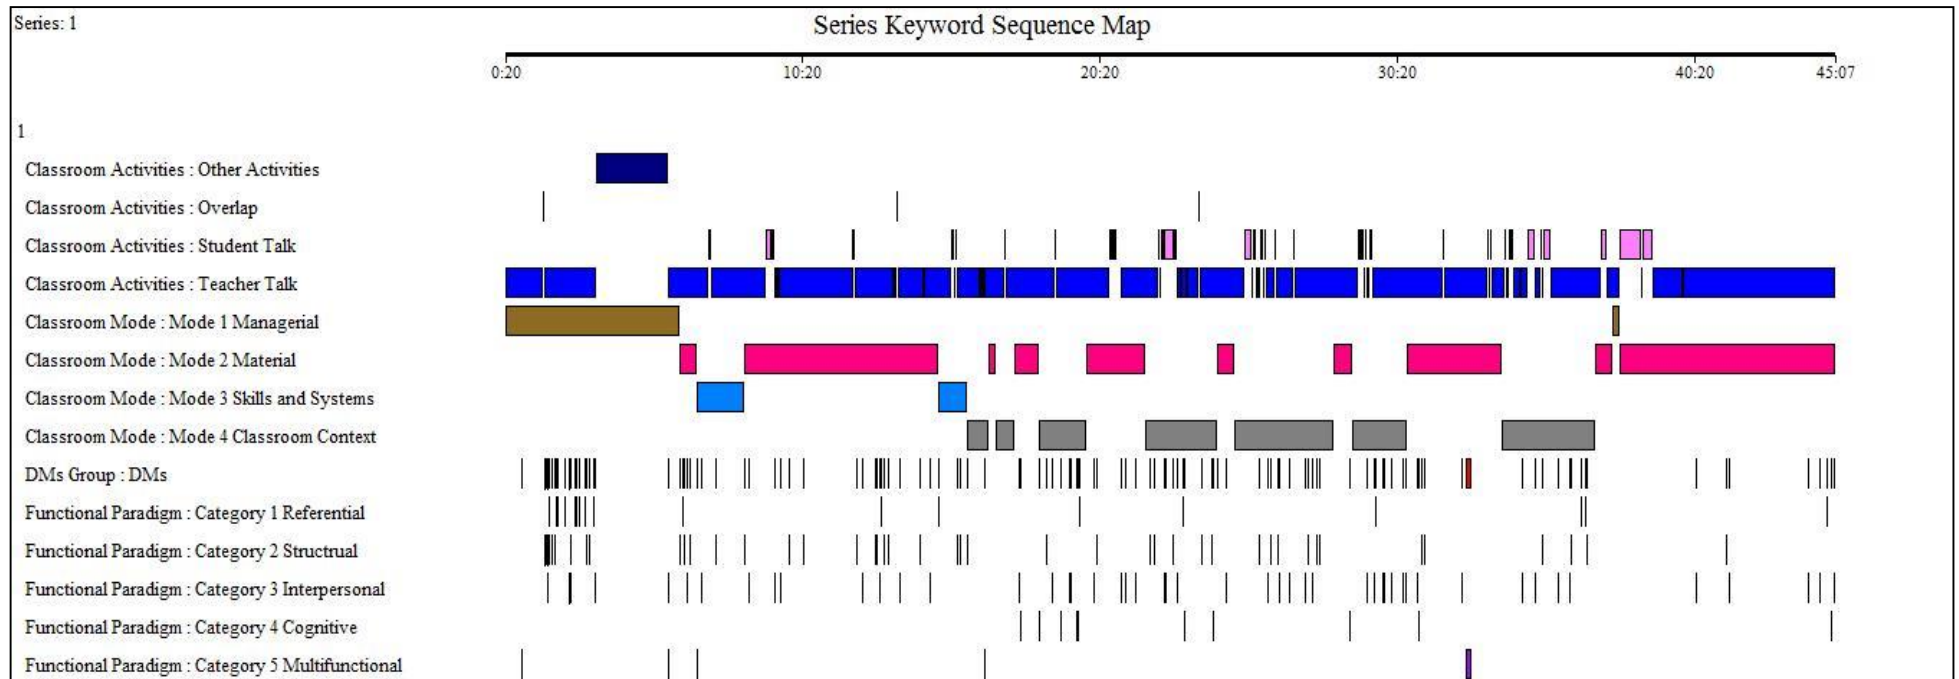 Series: 1
Series Keyword Sequence Map
0:20 10:20 20:20 30:20 40:20 45:07
1
Classroom Activities : Other Activities
Classroom Activities : Overlap
Classroom Activities : Student Talk
Classroom Activities : Teacher Talk
Classroom Mode : Mode 1 Managerial
Classroom Mode : Mode 2 Material
Classroom Mode : Mode 3 Skills and Systems
Classroom Mode : Mode 4 Classroom Context
DMs Group : DMs
Functional Paradigm : Category 1 Referential
Functional Paradigm : Category 2 Structrual
Functional Paradigm : Category 3 Interpersonal
Functional Paradigm : Category 4 Cognitive
Functional Paradigm : Category 5 Multifunctional